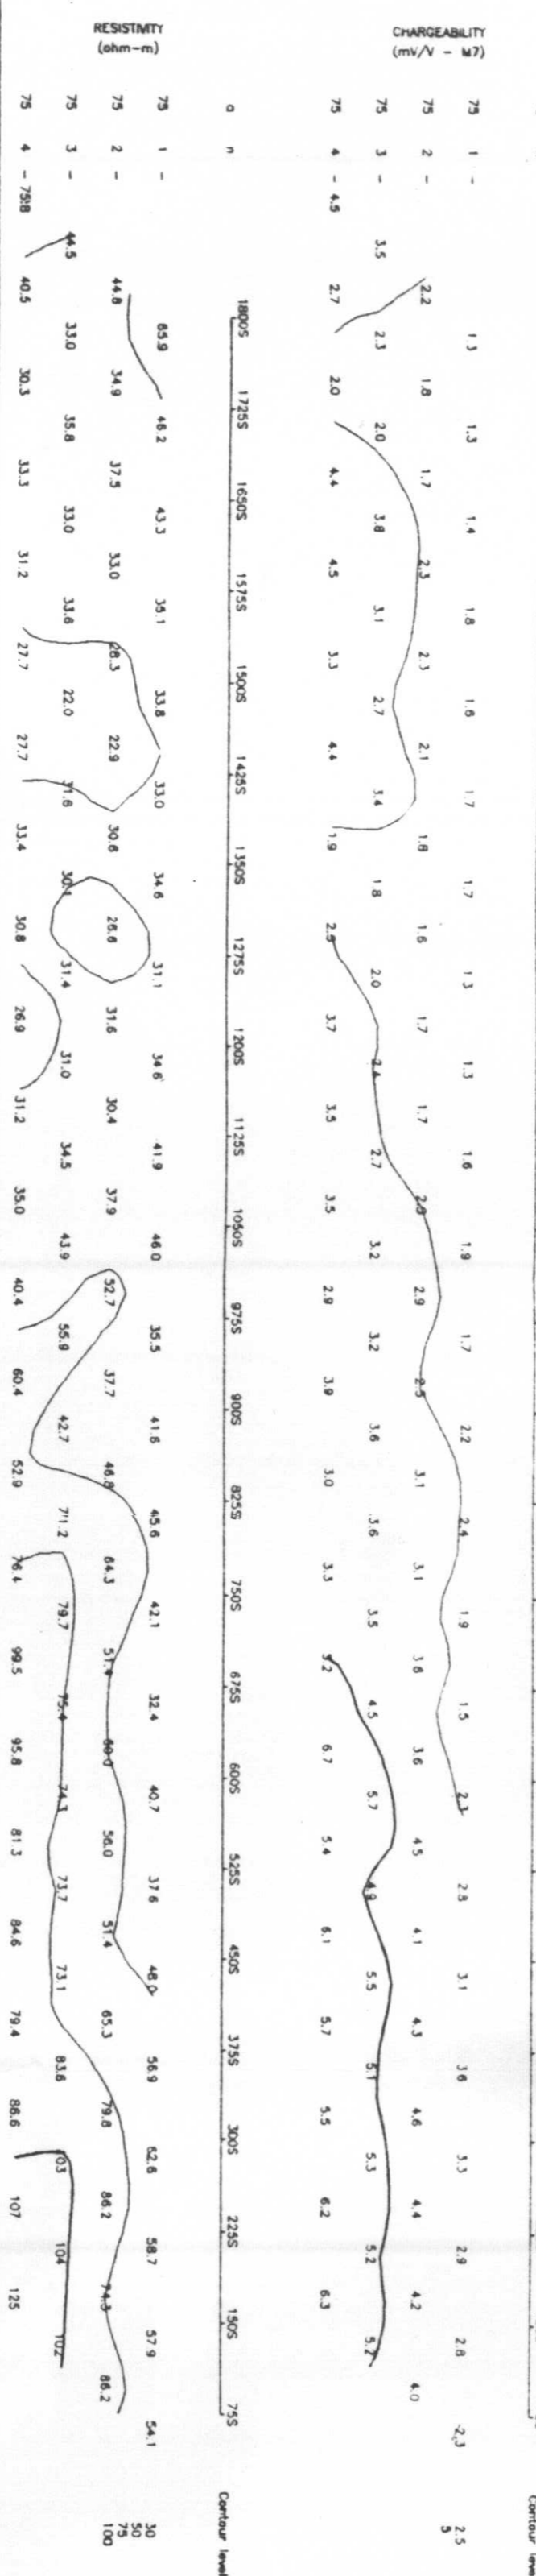 Contour level
CHARGEABILITY
(mV/V - M7)
75 1 - 1.3 1.3 1.4 1.8 1.6 1.7 1.7 1.3 1.3 1.6 1.9 1.7 2.2 2.4 1.9 1.5 2.3 2.8 3.1 3.6 3.3 2.9 2.8 2.3 2.5
75 2 - 2.2 1.8 1.7 2.3 2.3 2.1 1.8 1.6 1.7 1.7 2.9 2.5 3.1 3.1 3.6 3.6 4.5 4.1 4.3 4.6 4.4 4.2 4.0 5
75 3 - 3.5 2.3 2.0 3.8 3.1 2.7 3.4 1.8 2.0 2.4 2.7 3.2 3.2 3.6 3.6 3.5 4.5 5.7 4.9 5.5 5.1 5.3 5.2 5.2
75 4 - 4.5 2.7 2.0 4.4 4.5 3.3 4.4 1.9 3.7 3.5 3.5 2.9 3.9 3.0 3.3 5.2 6.7 5.4 6.1 5.7 5.5 6.2 6.3
a n 1800S 1725S 1650S 1575S 1500S 1425S 1350S 1275S 1200S 1125S 1050S 975S 900S 825S 750S 675S 600S 525S 450S 375S 300S 225S 150S 75S Contour level
RESISTIVITY
(ohm-m)
75 1 - 65.9 46.2 43.3 35.1 33.8 33.0 34.6 31.1 34.6 41.9 46.0 35.5 41.6 45.6 42.1 32.4 40.7 37.6 48.0 56.9 62.6 58.7 57.9 54.1 30
50
75 2 - 44.8 34.9 37.5 33.0 28.3 22.9 30.6 26.6 31.6 30.4 37.9 52.7 37.7 46.8 64.3 51.4 60.0 56.0 51.4 65.3 79.8 86.2 74.3 86.2 75
100
75 3 - 44.5 33.0 35.8 33.0 33.6 22.0 31.6 30.1 31.4 31.0 34.5 43.9 55.9 42.7 71.2 79.7 75.4 74.3 73.7 73.1 83.6 103 104 102
75 4 - 40.5 30.3 33.3 31.2 27.7 27.7 33.4 30.8 26.9 31.2 35.0 40.4 60.4 52.9 76.4 99.5 95.8 81.3 84.6 79.4 86.6 107 125